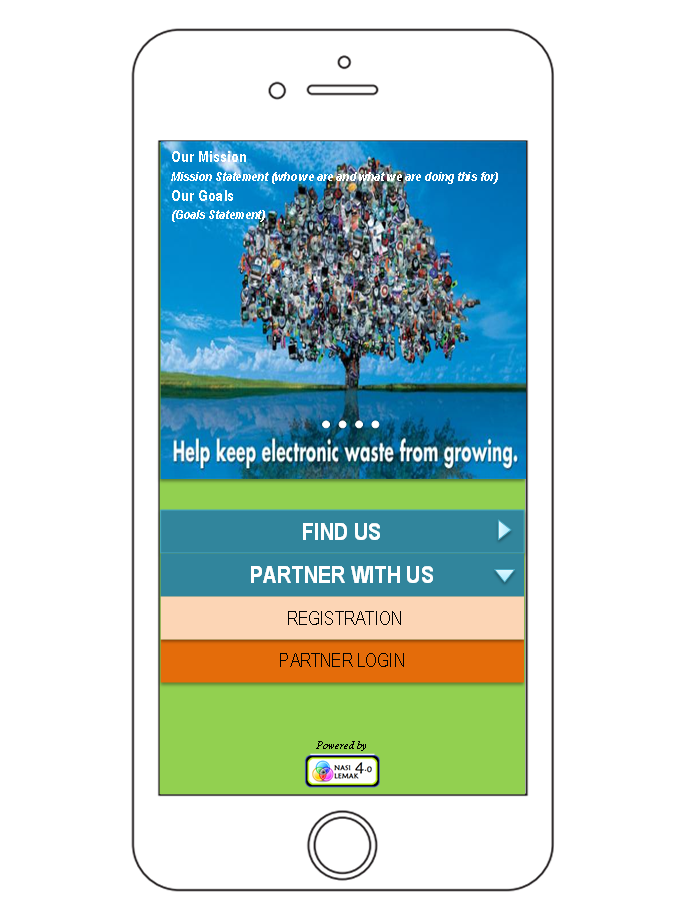 Our Mission
Mission Statement (who we are and what we are doing this for)
Our Goals
(Goals Statement)
Help keep electronic waste from growing.
FIND US
PARTNER WITH US
REGISTRATION
PARTNER LOGIN
Powered by
NASI 4.0
LEMAK